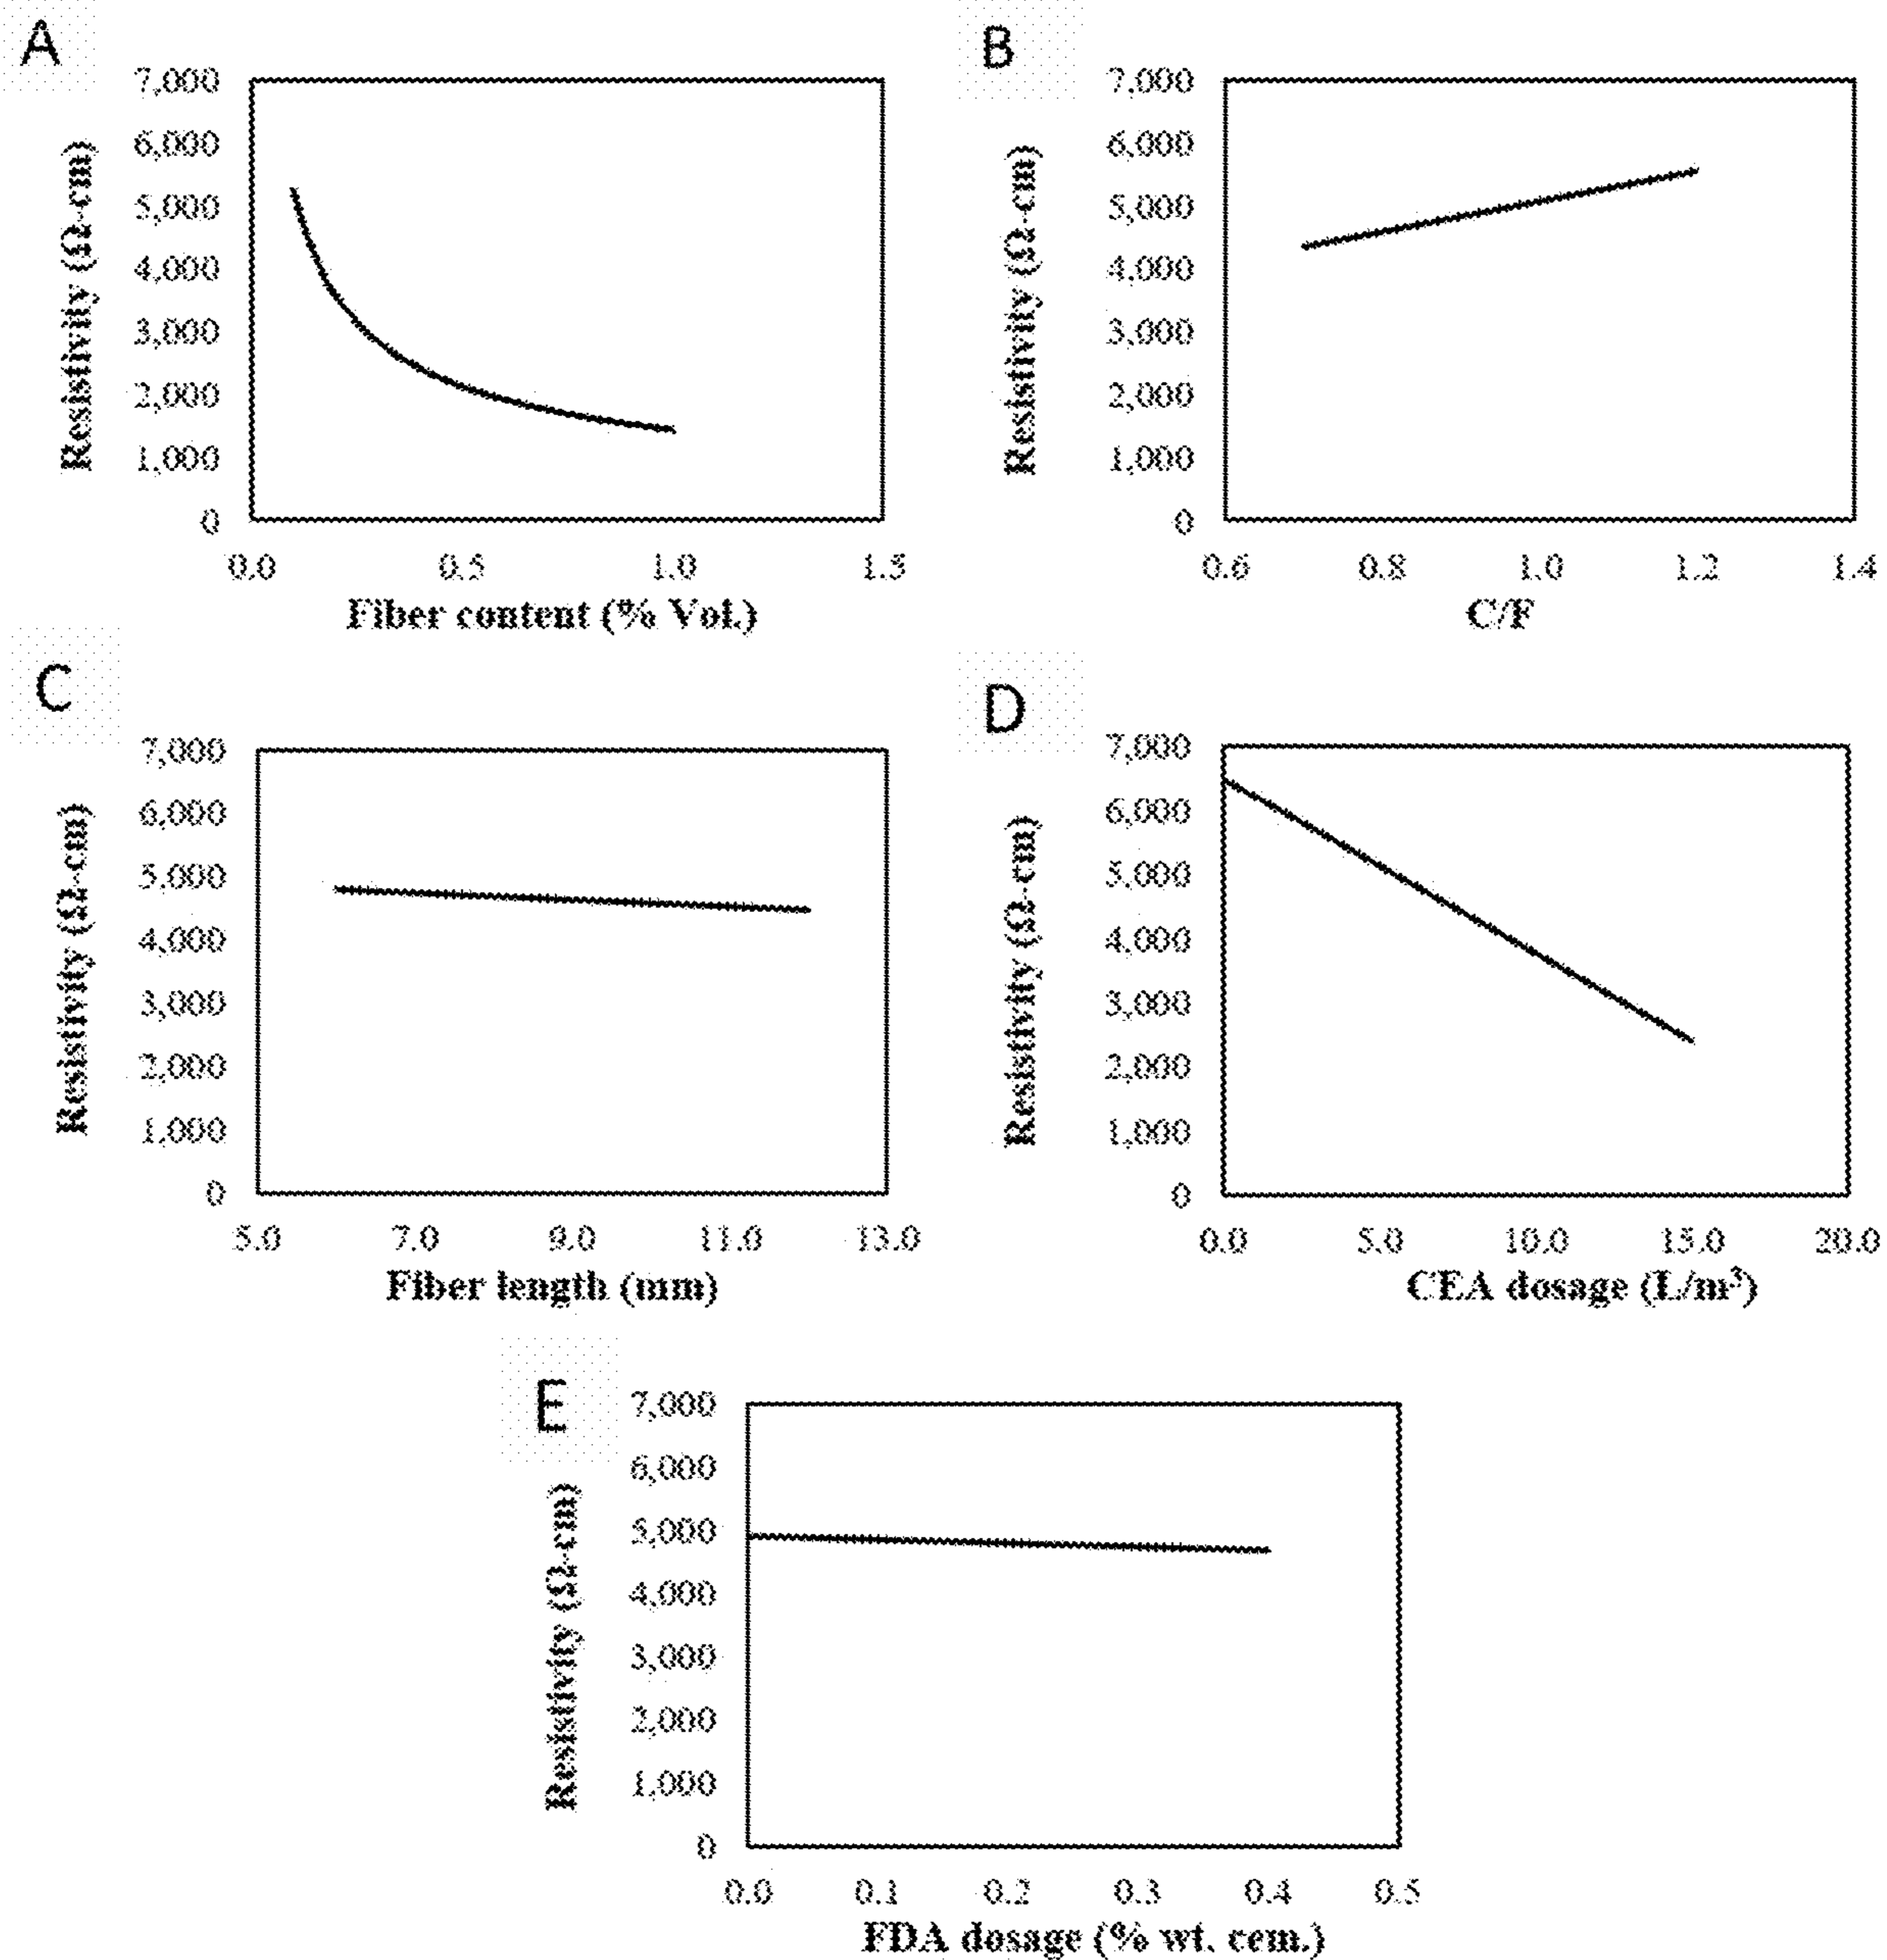 A
7,000
6,000
5,000
4,000
3,000
2,000
1,000
0
Resistivity (Ω-cm)
0.0 0.5 1.0 1.5
Fiber content (% Vol.)
B
7,000
6,000
5,000
4,000
3,000
2,000
1,000
0
Resistivity (Ω-cm)
0.6 0.8 1.0 1.2 1.4
C/F
C
7,000
6,000
5,000
4,000
3,000
2,000
1,000
0
Resistivity (Ω-cm)
5.0 7.0 9.0 11.0 13.0
Fiber length (mm)
D
7,000
6,000
5,000
4,000
3,000
2,000
1,000
0
Resistivity (Ω-cm)
0.0 5.0 10.0 15.0 20.0
CEA dosage (L/m³)
E
7,000
6,000
5,000
4,000
3,000
2,000
1,000
0
Resistivity (Ω-cm)
0.0 0.1 0.2 0.3 0.4 0.5
FDA dosage (% wt. cem.)